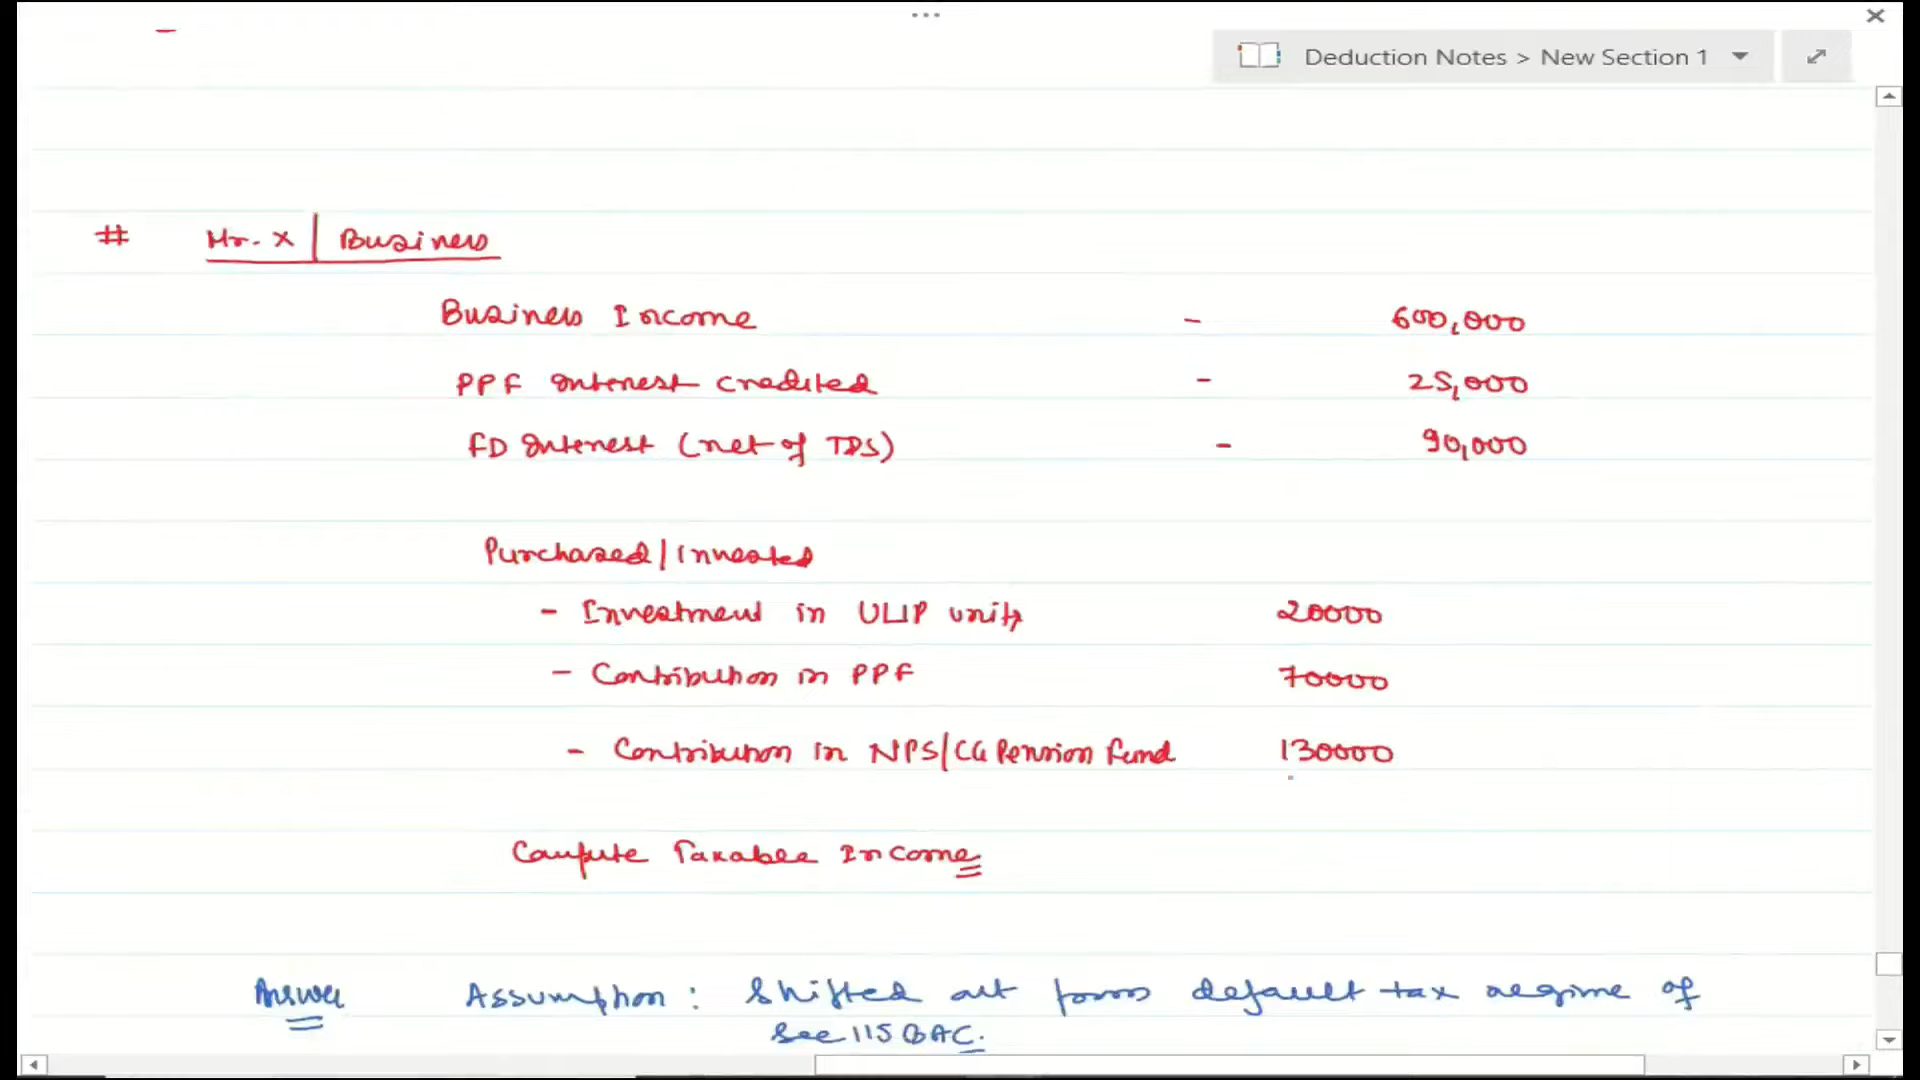 Deduction Notes > New Section 1
# Mr. X | Business
Business Income - 600,000
PPF Interest credited - 25,000
FD Interest (net of TDS) - 90,000
Purchased/Invested
- Investment in ULIP units 20000
- Contribution in PPF 70000
- Contribution in NPS/CG Pension Fund 130000
Compute Taxable Income
Answer Assumption: Shifted out from default tax regime of
Sec 115BAC.